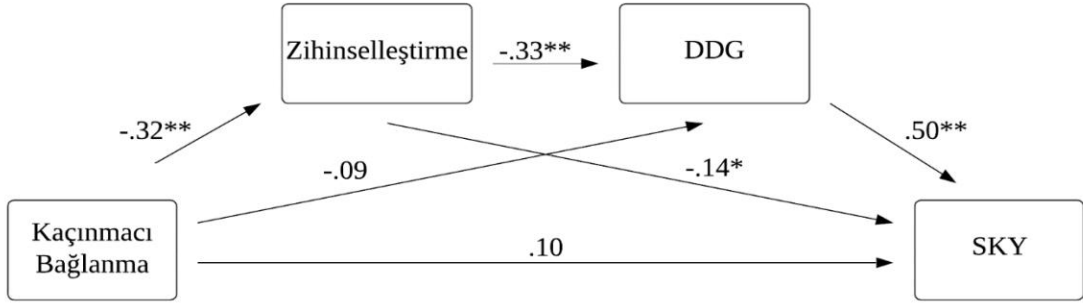 Zihinselleştirme
-.33**
DDG
-.32**
.50**
-.09
-.14*
Kaçınmacı
Bağlanma
.10
SKY